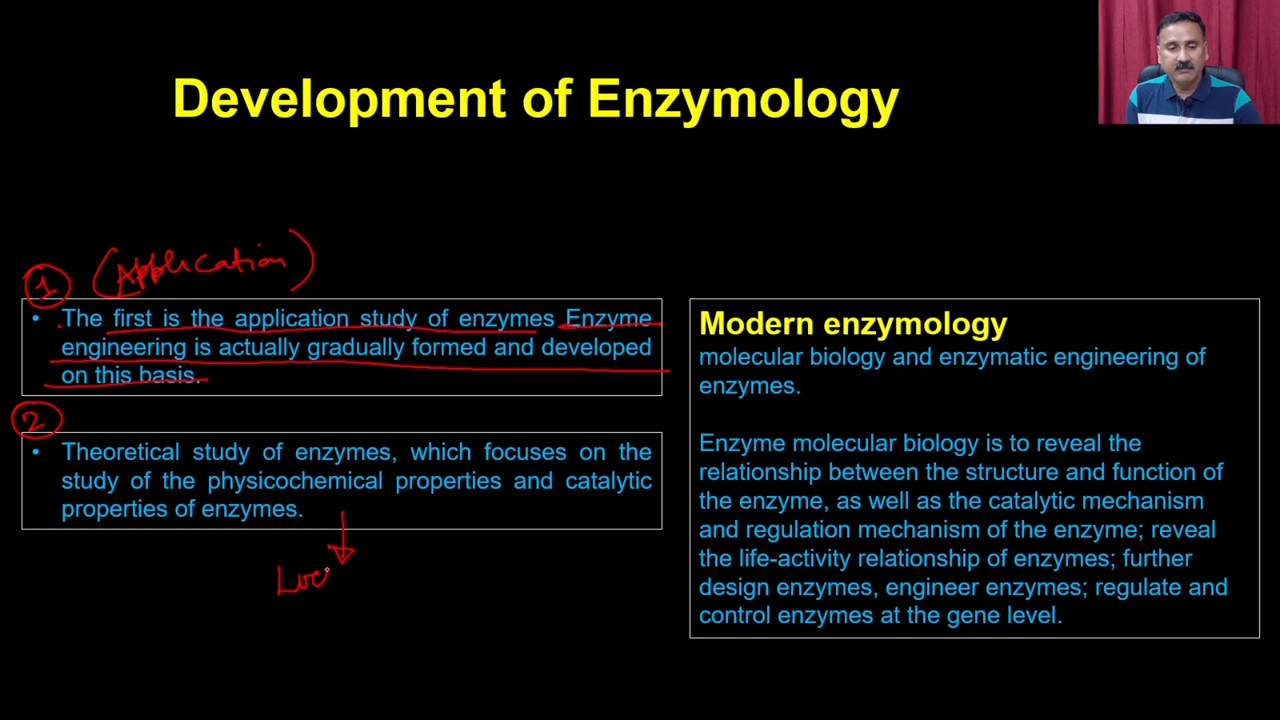 Development of Enzymology
1 (Application)
• The first is the application study of enzymes Enzyme
engineering is actually gradually formed and developed
on this basis.
2
• Theoretical study of enzymes, which focuses on the
study of the physicochemical properties and catalytic
properties of enzymes.
Modern enzymology
molecular biology and enzymatic engineering of
enzymes.
Enzyme molecular biology is to reveal the
relationship between the structure and function of
the enzyme, as well as the catalytic mechanism
and regulation mechanism of the enzyme; reveal
the life-activity relationship of enzymes; further
design enzymes, engineer enzymes; regulate and
control enzymes at the gene level.